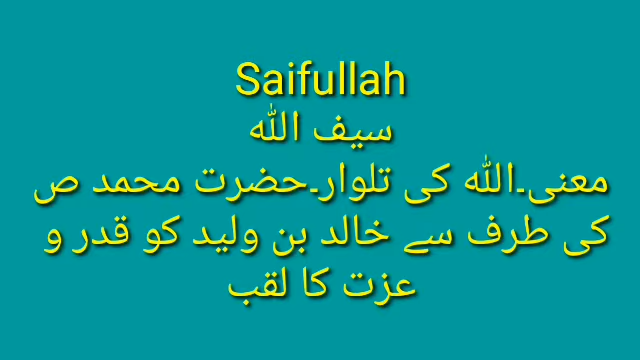 Saifullah
سیف اللہ
معنی۔اللہ کی تلوار۔حضرت محمد ص
کی طرف سے خالد بن ولید کو قدر و
عزت کا لقب